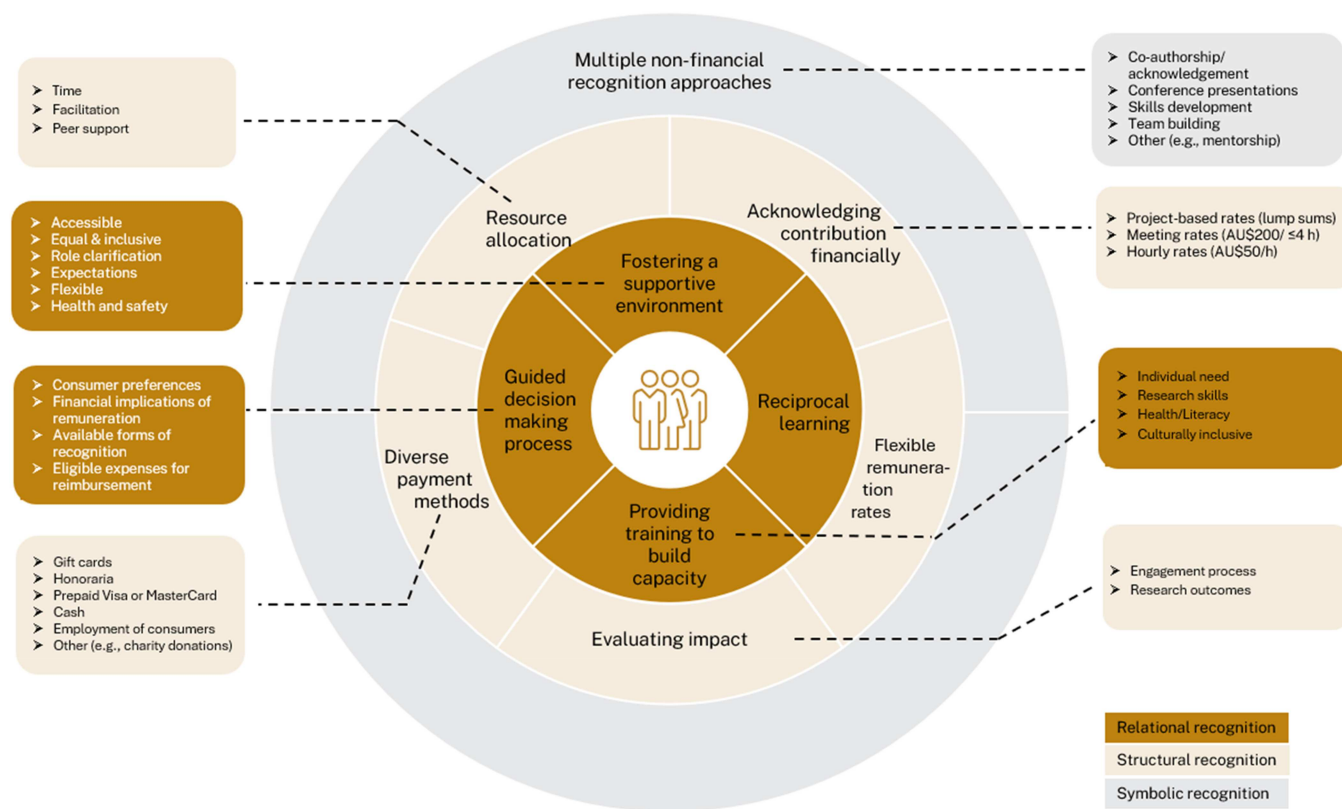 Multiple non-financial
recognition approaches
➤ Time
➤ Facilitation
➤ Peer support
➤ Co-authorship/
acknowledgement
➤ Conference presentations
➤ Skills development
➤ Team building
➤ Other (e.g., mentorship)
➤ Accessible
➤ Equal & inclusive
➤ Role clarification
➤ Expectations
➤ Flexible
➤ Health and safety
Resource
allocation
Acknowledging
contribution
financially
➤ Project-based rates (lump sums)
➤ Meeting rates (AU$200/ ≤4 h)
➤ Hourly rates (AU$50/h)
Fostering a
supportive
environment
➤ Consumer preferences
➤ Financial implications of
remuneration
➤ Available forms of
recognition
➤ Eligible expenses for
reimbursement
Guided
decision
making
process
Reciprocal
learning
➤ Individual need
➤ Research skills
➤ Health/Literacy
➤ Culturally inclusive
Diverse
payment
methods
Flexible
remunera-
tion
rates
Providing
training to
build
capacity
➤ Gift cards
➤ Honoraria
➤ Prepaid Visa or MasterCard
➤ Cash
➤ Employment of consumers
➤ Other (e.g., charity donations)
Evaluating impact
➤ Engagement process
➤ Research outcomes
Relational recognition
Structural recognition
Symbolic recognition